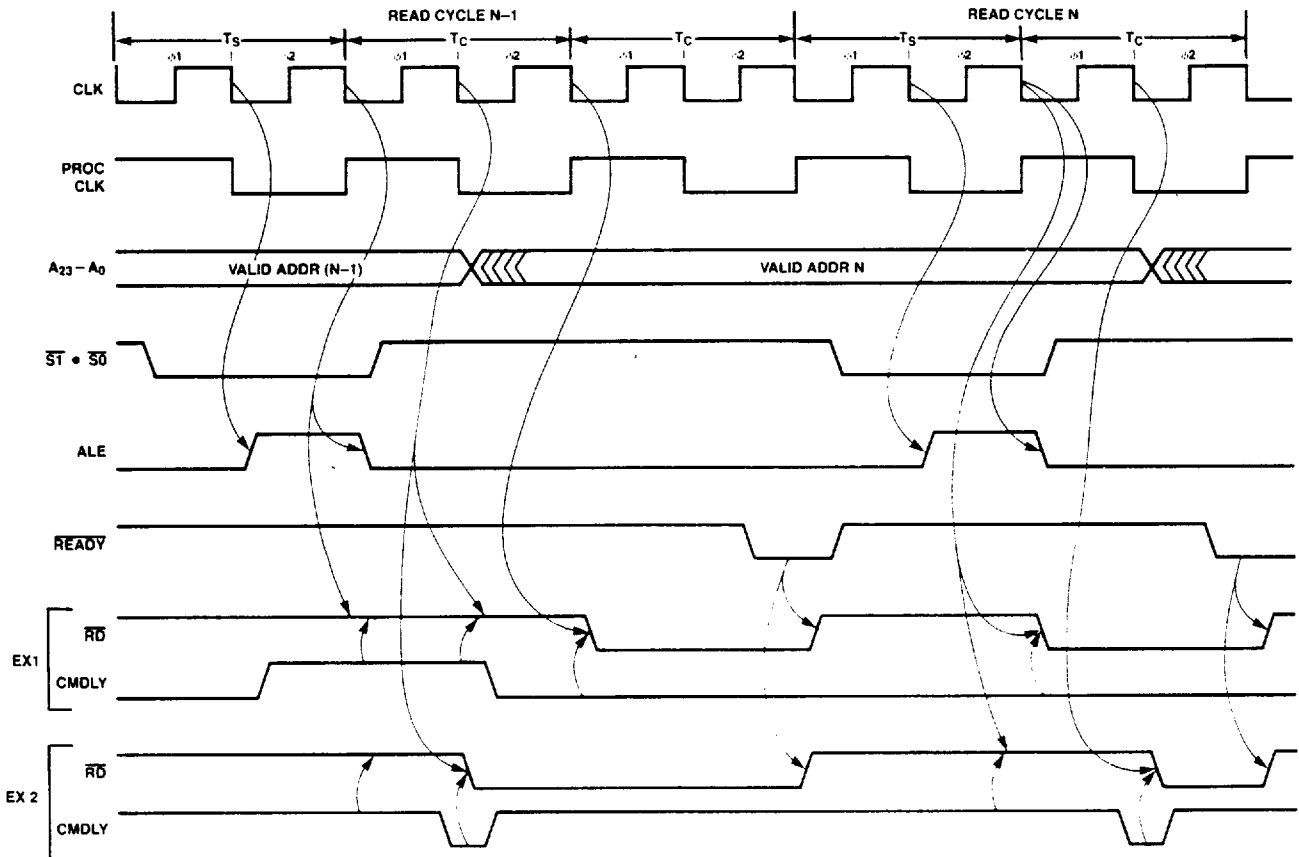 READ CYCLE N–1 READ CYCLE N
TS TC TC TS TC
φ1 φ2 φ1 φ2 φ1 φ2 φ1 φ2 φ1 φ2
CLK
PROC
CLK
A23 – A0 VALID ADDR (N–1) VALID ADDR N
S1 • S0
ALE
READY
EX1
RD
CMDLY
EX 2
RD
CMDLY